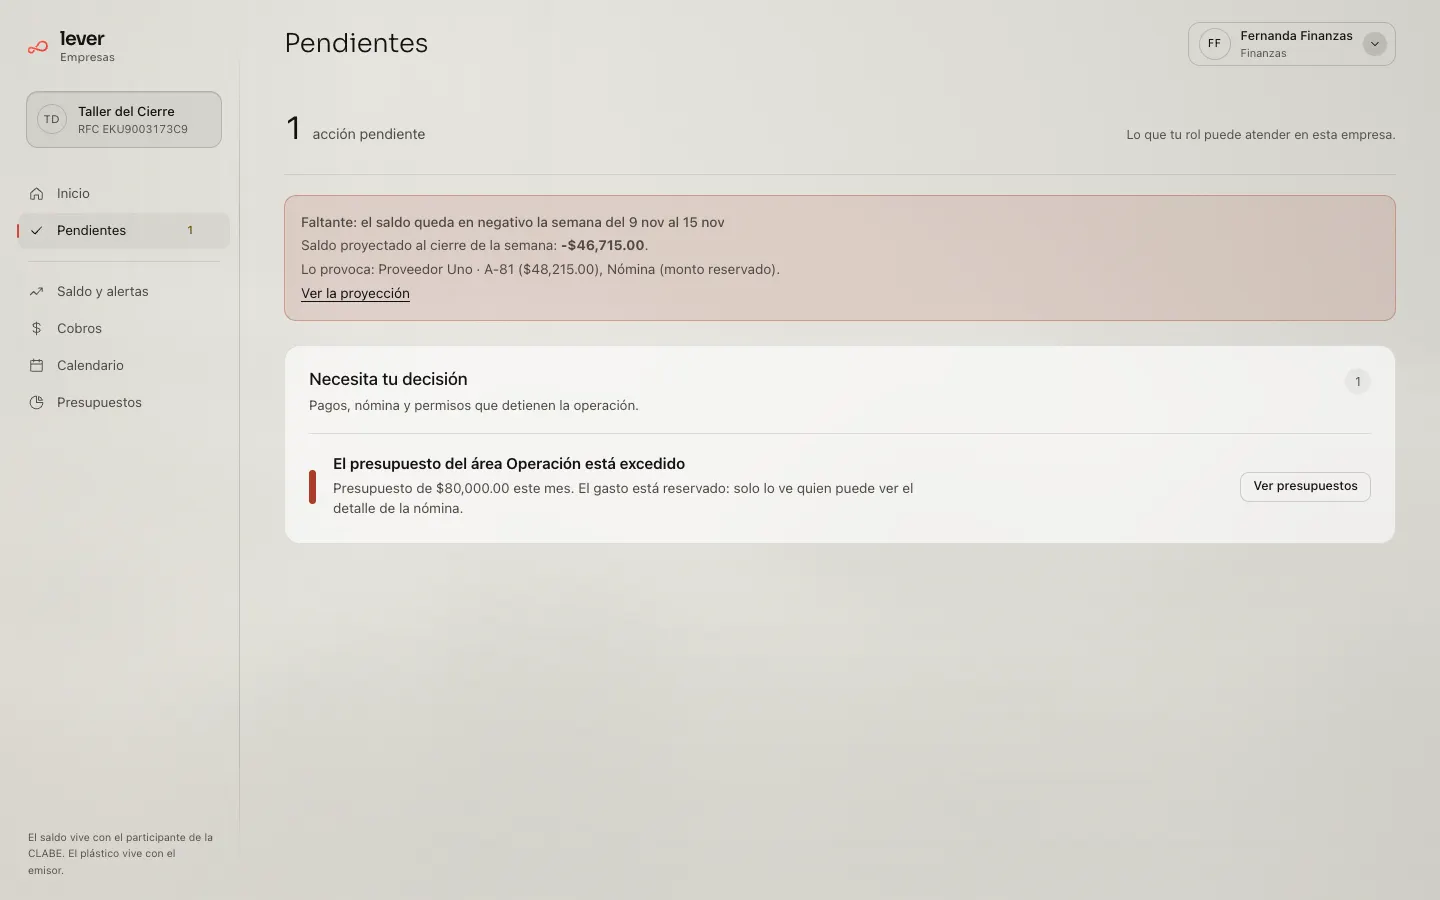 lever
Empresas
TD
Taller del Cierre
RFC EKU9003173C9
Inicio
Pendientes 1
Saldo y alertas
Cobros
Calendario
Presupuestos
El saldo vive con el participante de la
CLABE. El plástico vive con el
emisor.
Pendientes
FF
Fernanda Finanzas
Finanzas
1 acción pendiente
Lo que tu rol puede atender en esta empresa.
Faltante: el saldo queda en negativo la semana del 9 nov al 15 nov
Saldo proyectado al cierre de la semana: -$46,715.00.
Lo provoca: Proveedor Uno · A-81 ($48,215.00), Nómina (monto reservado).
Ver la proyección
Necesita tu decisión
1
Pagos, nómina y permisos que detienen la operación.
El presupuesto del área Operación está excedido
Presupuesto de $80,000.00 este mes. El gasto está reservado: solo lo ve quien puede ver el
detalle de la nómina.
Ver presupuestos